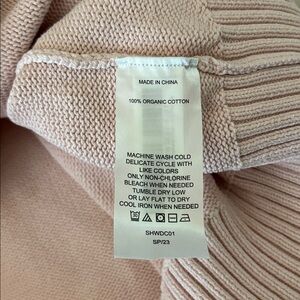 MADE IN CHINA
100% ORGANIC COTTON
MACHINE WASH COLD
DELICATE CYCLE WITH
LIKE COLORS
ONLY NON-CHLORINE
BLEACH WHEN NEEDED
TUMBLE DRY LOW
OR LAY FLAT TO DRY
COOL IRON WHEN NEEDED
SHWDC01
SP/23